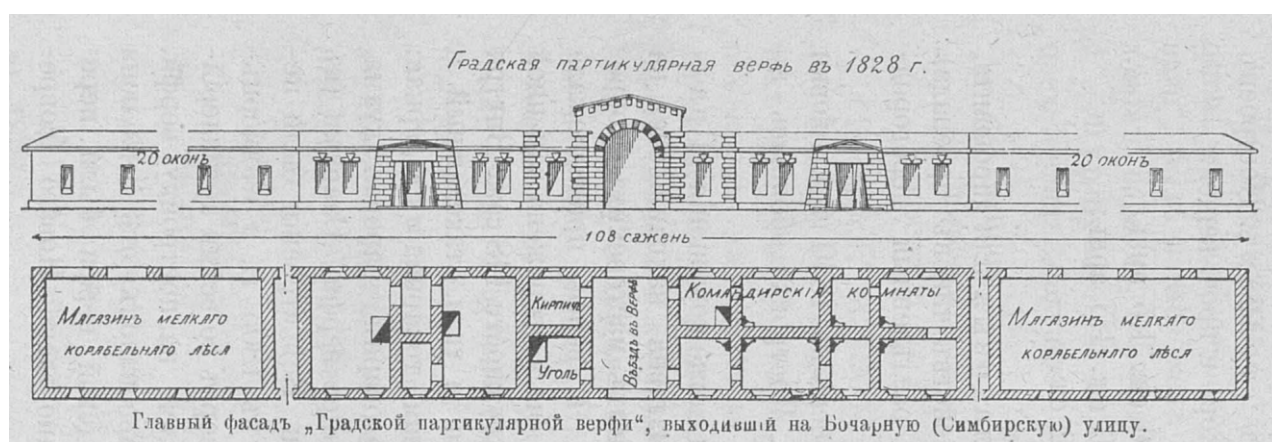 Градская партикулярная верфь въ 1828 г.
20 оконъ
20 оконъ
108 сажень
Магазинъ мелкаго
корабельнаго лѣса
Кирпичъ
Уголь
Въѣздъ въ верфь
Командирскія комнаты
Магазинъ мелкаго
корабельнаго лѣса
Главный фасадъ „Градской партикулярной верфи“, выходившій на Бочарную (Симбирскую) улицу.